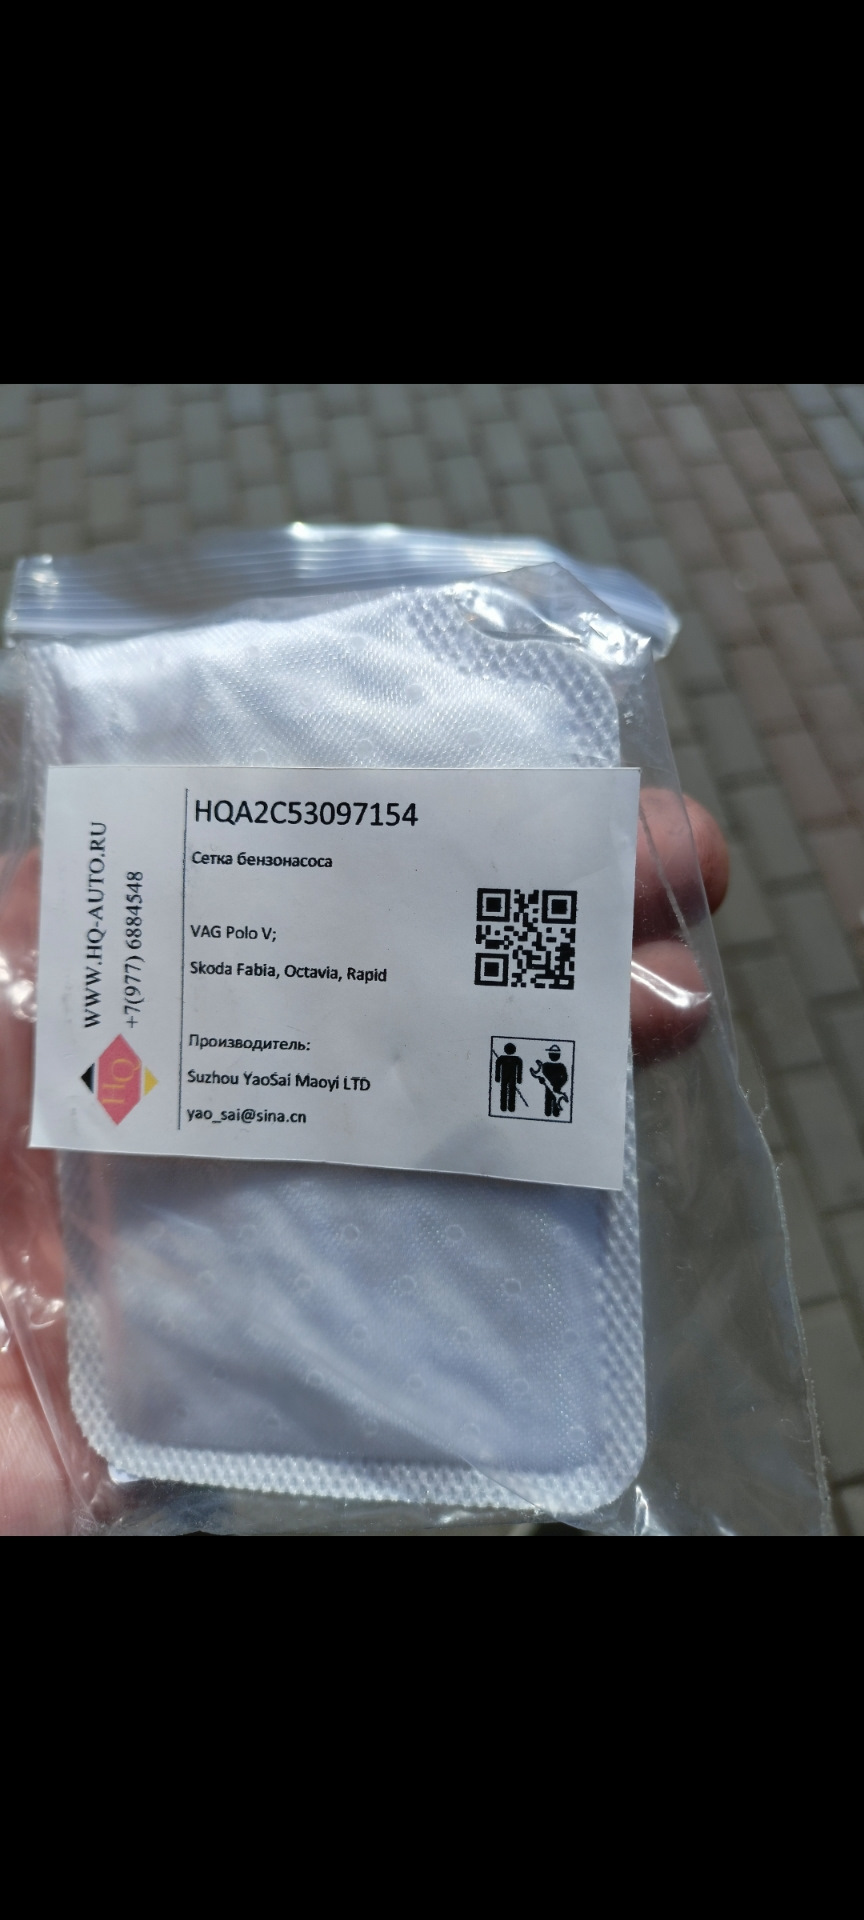 HQA2C53097154
Сетка бензонасоса
VAG Polo V;
Skoda Fabia, Octavia, Rapid
Производитель:
Suzhou YaoSai Maoyi LTD
yao_sai@sina.cn
WWW.HQ-AUTO.RU
+7(977) 6884548
HQ